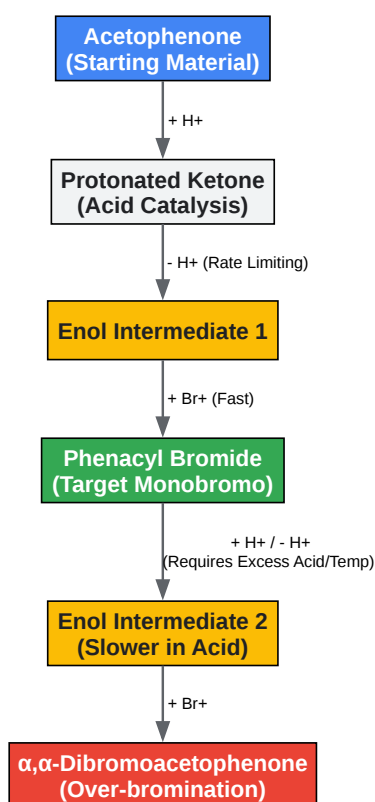 Acetophenone
(Starting Material)
+ H+
Protonated Ketone
(Acid Catalysis)
- H+ (Rate Limiting)
Enol Intermediate 1
+ Br+ (Fast)
Phenacyl Bromide
(Target Monobromo)
+ H+ / - H+
(Requires Excess Acid/Temp)
Enol Intermediate 2
(Slower in Acid)
+ Br+
α,α-Dibromoacetophenone
(Over-bromination)